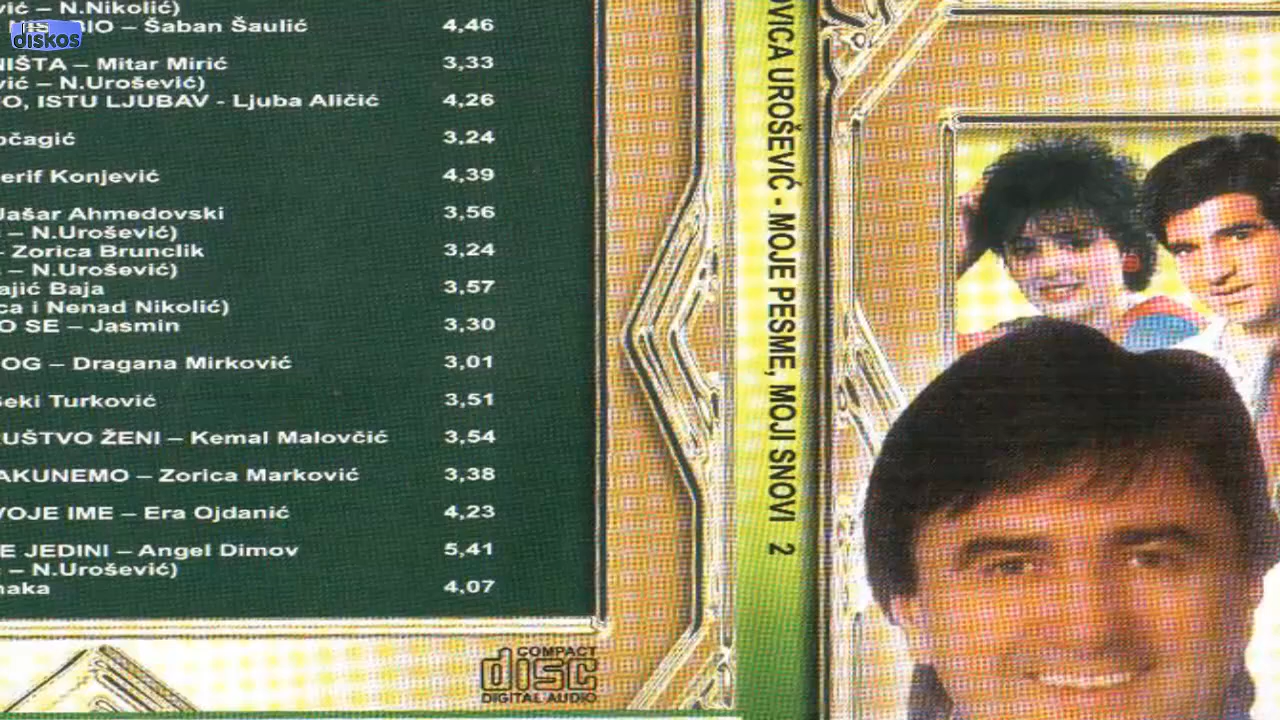 vić – N.Nikolić)
diskos
BIO – Šaban Šaulić 4,46
NIŠTA – Mitar Mirić 3,33
vić – N.Urošević)
O, ISTU LJUBAV - Ljuba Aličić 4,26
očagić 3,24
erif Konjević 4,39
Jašar Ahmedovski 3,56
– N.Urošević)
– Zorica Brunclik 3,24
– N.Urošević)
ajić Baja 3,57
ca i Nenad Nikolić)
O SE – Jasmin 3,30
OG – Dragana Mirković 3,01
Šeki Turković 3,51
RUŠTVO ŽENI – Kemal Malovčić 3,54
AKUNEMO – Zorica Marković 3,38
VOJE IME – Era Ojdanić 4,23
E JEDINI – Angel Dimov 5,41
– N.Urošević)
naka 4,07
COMPACT
disc
DIGITAL AUDIO
OVICA UROŠEVIĆ - MOJE PESME, MOJI SNOVI 2